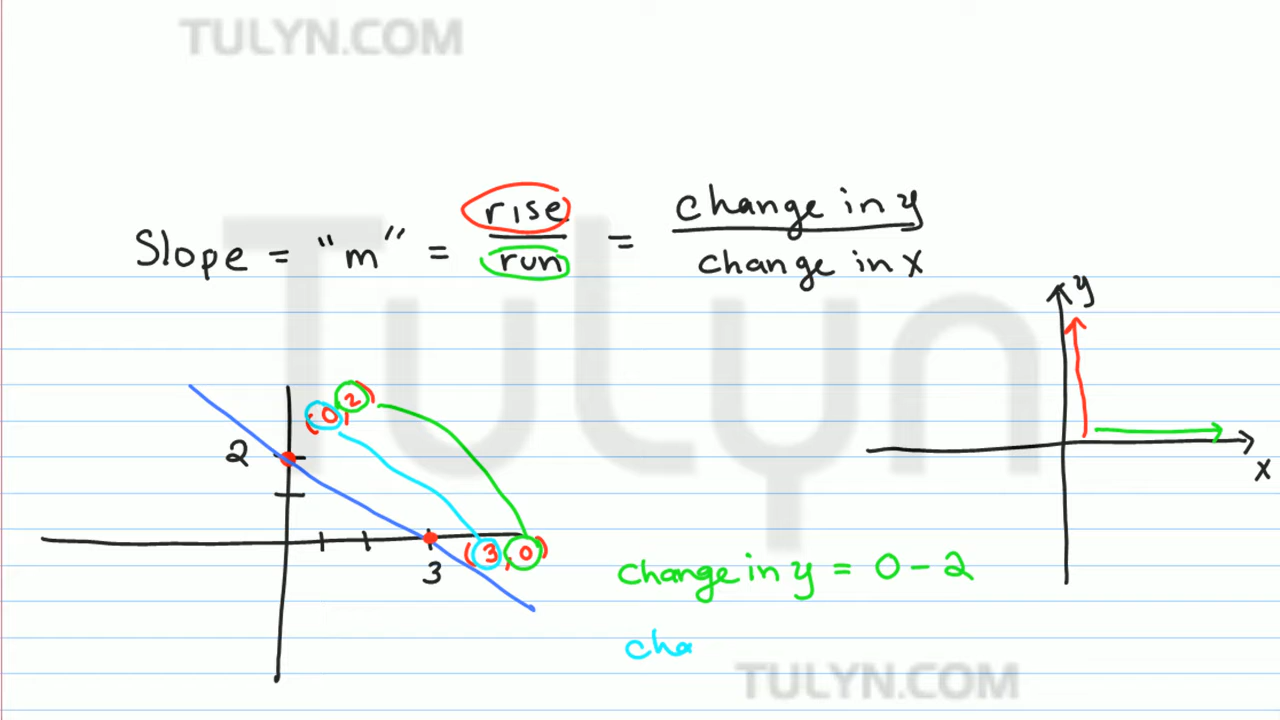 TULYN.COM
Slope = "m" = rise / run = change in y / change in x
Tulyn
y
(0, 2)
2
x
(3, 0)
3
change in y = 0 - 2
cha
TULYN.COM